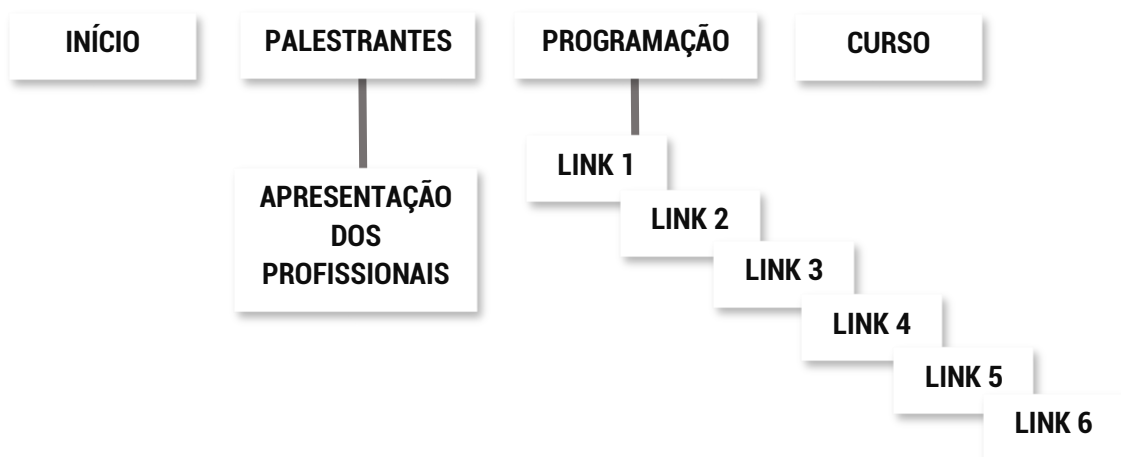 INÍCIO
PALESTRANTES
PROGRAMAÇÃO
CURSO
APRESENTAÇÃO
DOS
PROFISSIONAIS
LINK 1
LINK 2
LINK 3
LINK 4
LINK 5
LINK 6